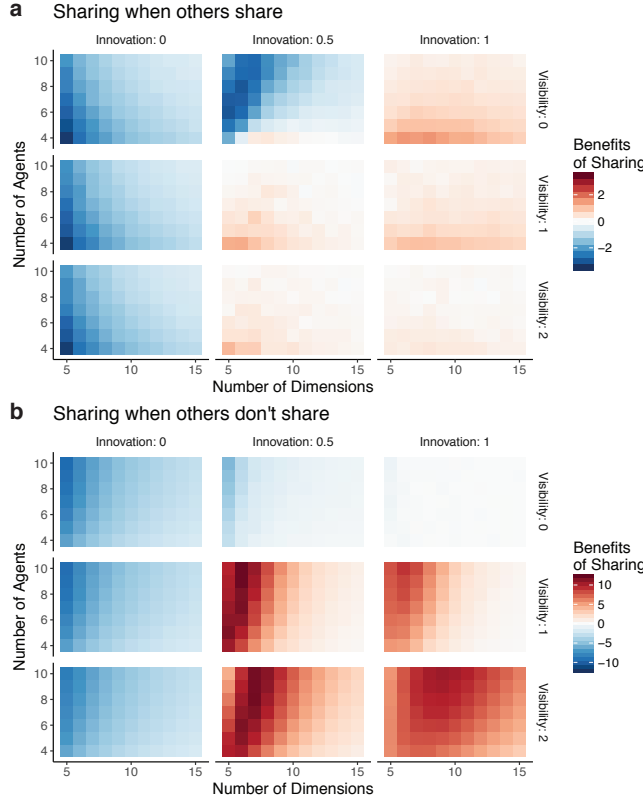 a Sharing when others share
Innovation: 0 Innovation: 0.5 Innovation: 1
10
8
6
4
Visibility: 0
10
8
6
4
Visibility: 1
10
8
6
4
Visibility: 2
Number of Agents
5 10 15 5 10 15 5 10 15
Number of Dimensions
Benefits
of Sharing
2
0
−2
b Sharing when others don't share
Innovation: 0 Innovation: 0.5 Innovation: 1
10
8
6
4
Visibility: 0
10
8
6
4
Visibility: 1
10
8
6
4
Visibility: 2
Number of Agents
5 10 15 5 10 15 5 10 15
Number of Dimensions
Benefits
of Sharing
10
5
0
−5
−10